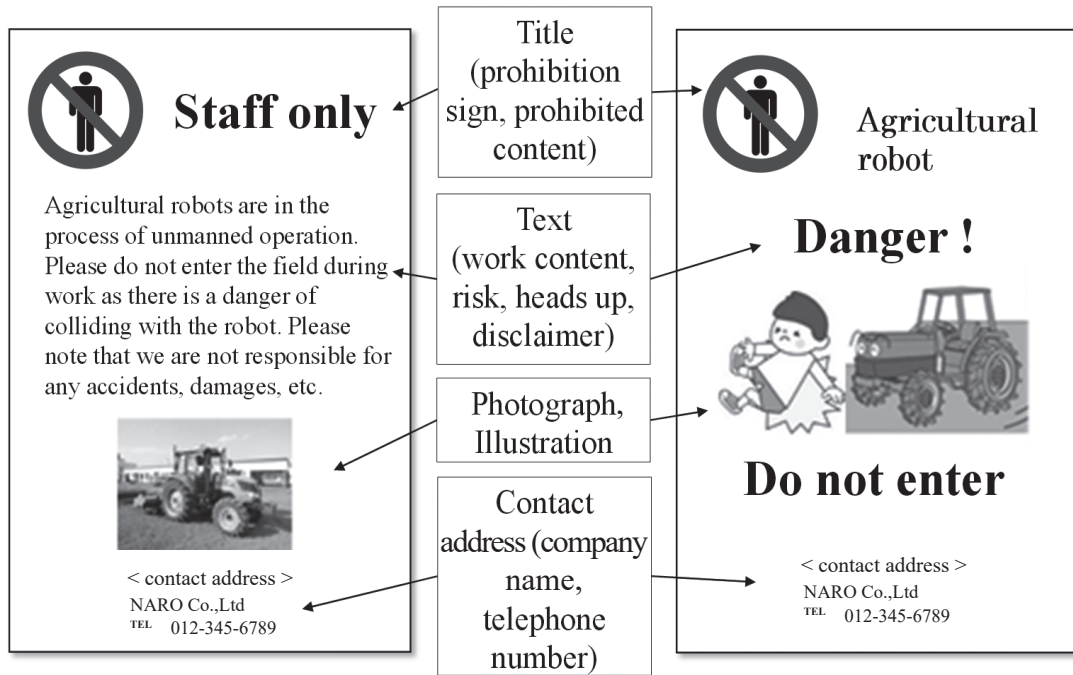 Staff only
Agricultural robots are in the
process of unmanned operation.
Please do not enter the field during
work as there is a danger of
colliding with the robot. Please
note that we are not responsible for
any accidents, damages, etc.
< contact address >
NARO Co.,Ltd
TEL 012-345-6789
Title
(prohibition
sign, prohibited
content)
Text
(work content,
risk, heads up,
disclaimer)
Photograph,
Illustration
Contact
address (company
name,
telephone
number)
Agricultural
robot
Danger !
Do not enter
< contact address >
NARO Co.,Ltd
TEL 012-345-6789